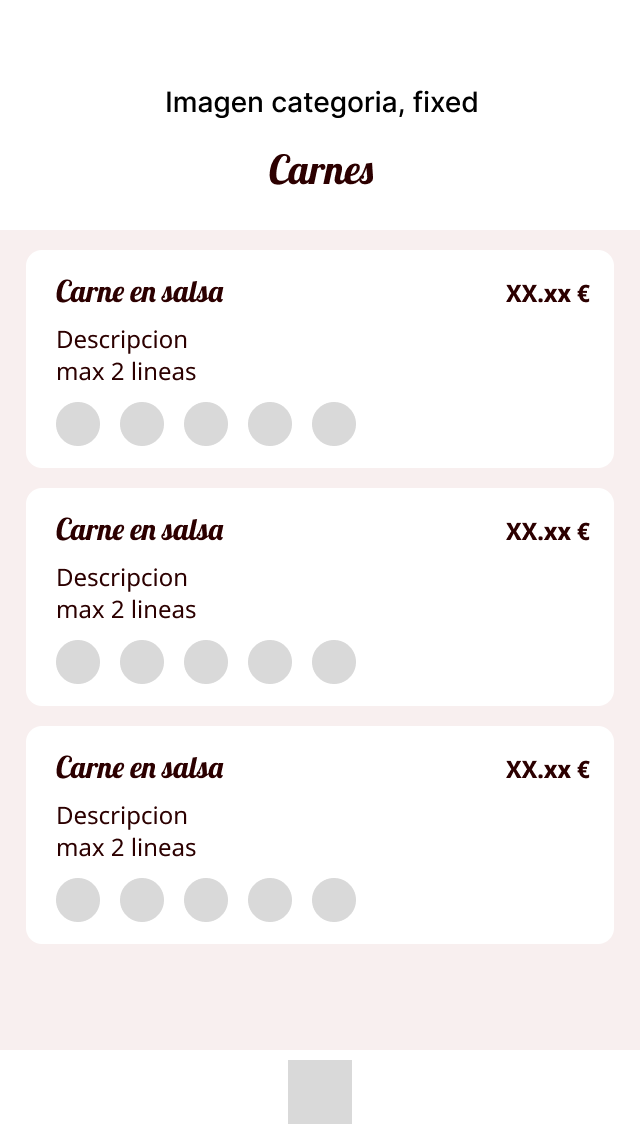 Imagen categoria, fixed
Carnes
Carne en salsa XX.xx €
Descripcion
max 2 lineas
Carne en salsa XX.xx €
Descripcion
max 2 lineas
Carne en salsa XX.xx €
Descripcion
max 2 lineas